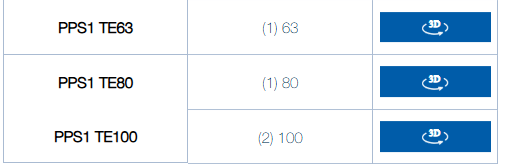 PPS1 TE63 (1) 63 3D
PPS1 TE80 (1) 80 3D
PPS1 TE100 (2) 100 3D